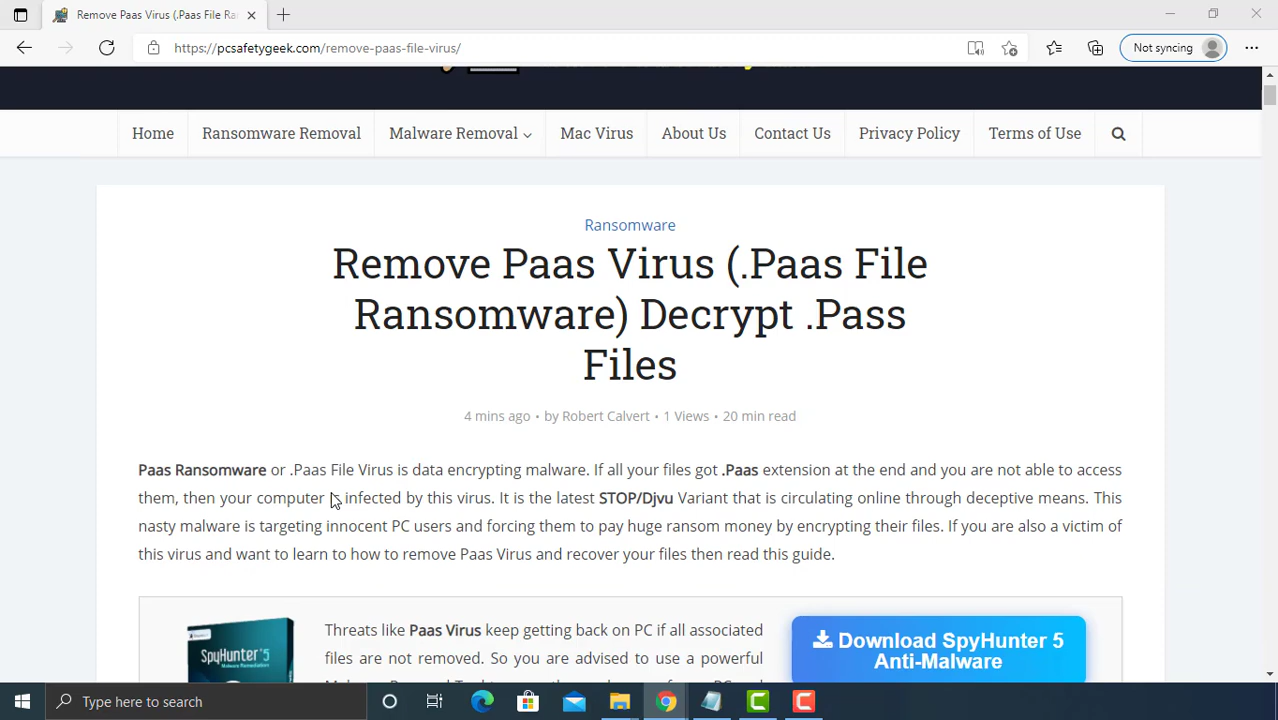 Remove Paas Virus (.Paas File Ra
https://pcsafetygeek.com/remove-paas-file-virus/
Not syncing
Home
Ransomware Removal
Malware Removal
Mac Virus
About Us
Contact Us
Privacy Policy
Terms of Use
Ransomware
Remove Paas Virus (.Paas File
Ransomware) Decrypt .Pass
Files
4 mins ago • by Robert Calvert • 1 Views • 20 min read
Paas Ransomware or .Paas File Virus is data encrypting malware. If all your files got .Paas extension at the end and you are not able to access
them, then your computer infected by this virus. It is the latest STOP/Djvu Variant that is circulating online through deceptive means. This
nasty malware is targeting innocent PC users and forcing them to pay huge ransom money by encrypting their files. If you are also a victim of
this virus and want to learn to how to remove Paas Virus and recover your files then read this guide.
SpyHunter 5
Threats like Paas Virus keep getting back on PC if all associated
files are not removed. So you are advised to use a powerful
Download SpyHunter 5
Anti-Malware
Type here to search